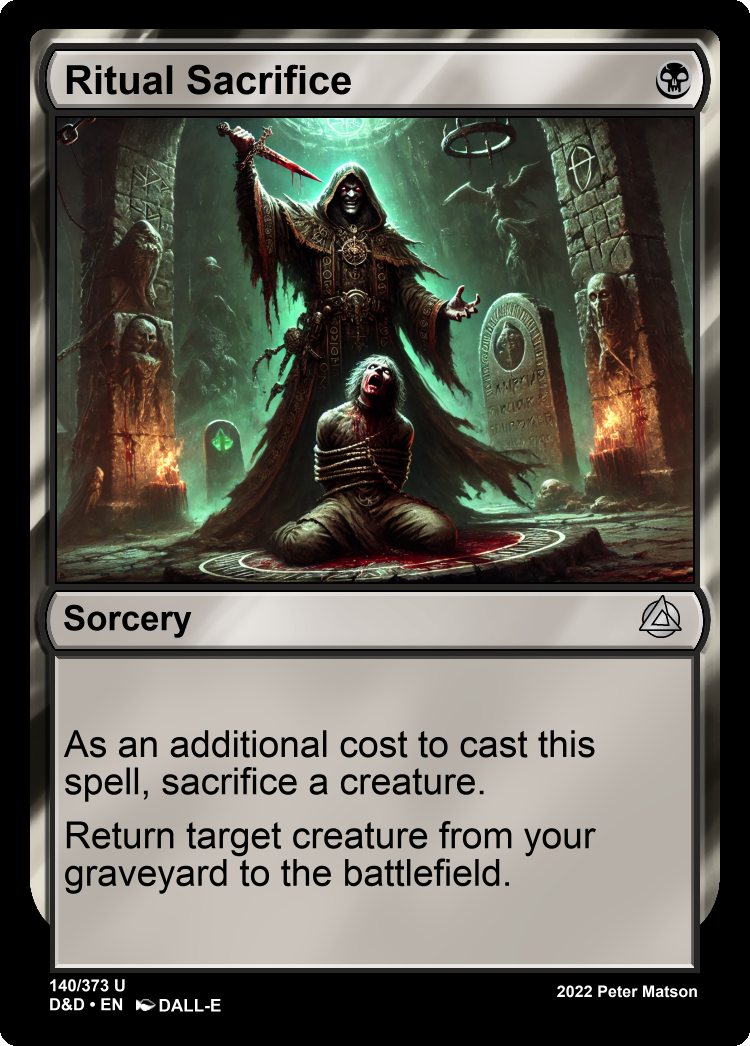 Ritual Sacrifice
Sorcery
As an additional cost to cast this
spell, sacrifice a creature.
Return target creature from your
graveyard to the battlefield.
140/373 U
D&D • EN DALL-E
2022 Peter Matson